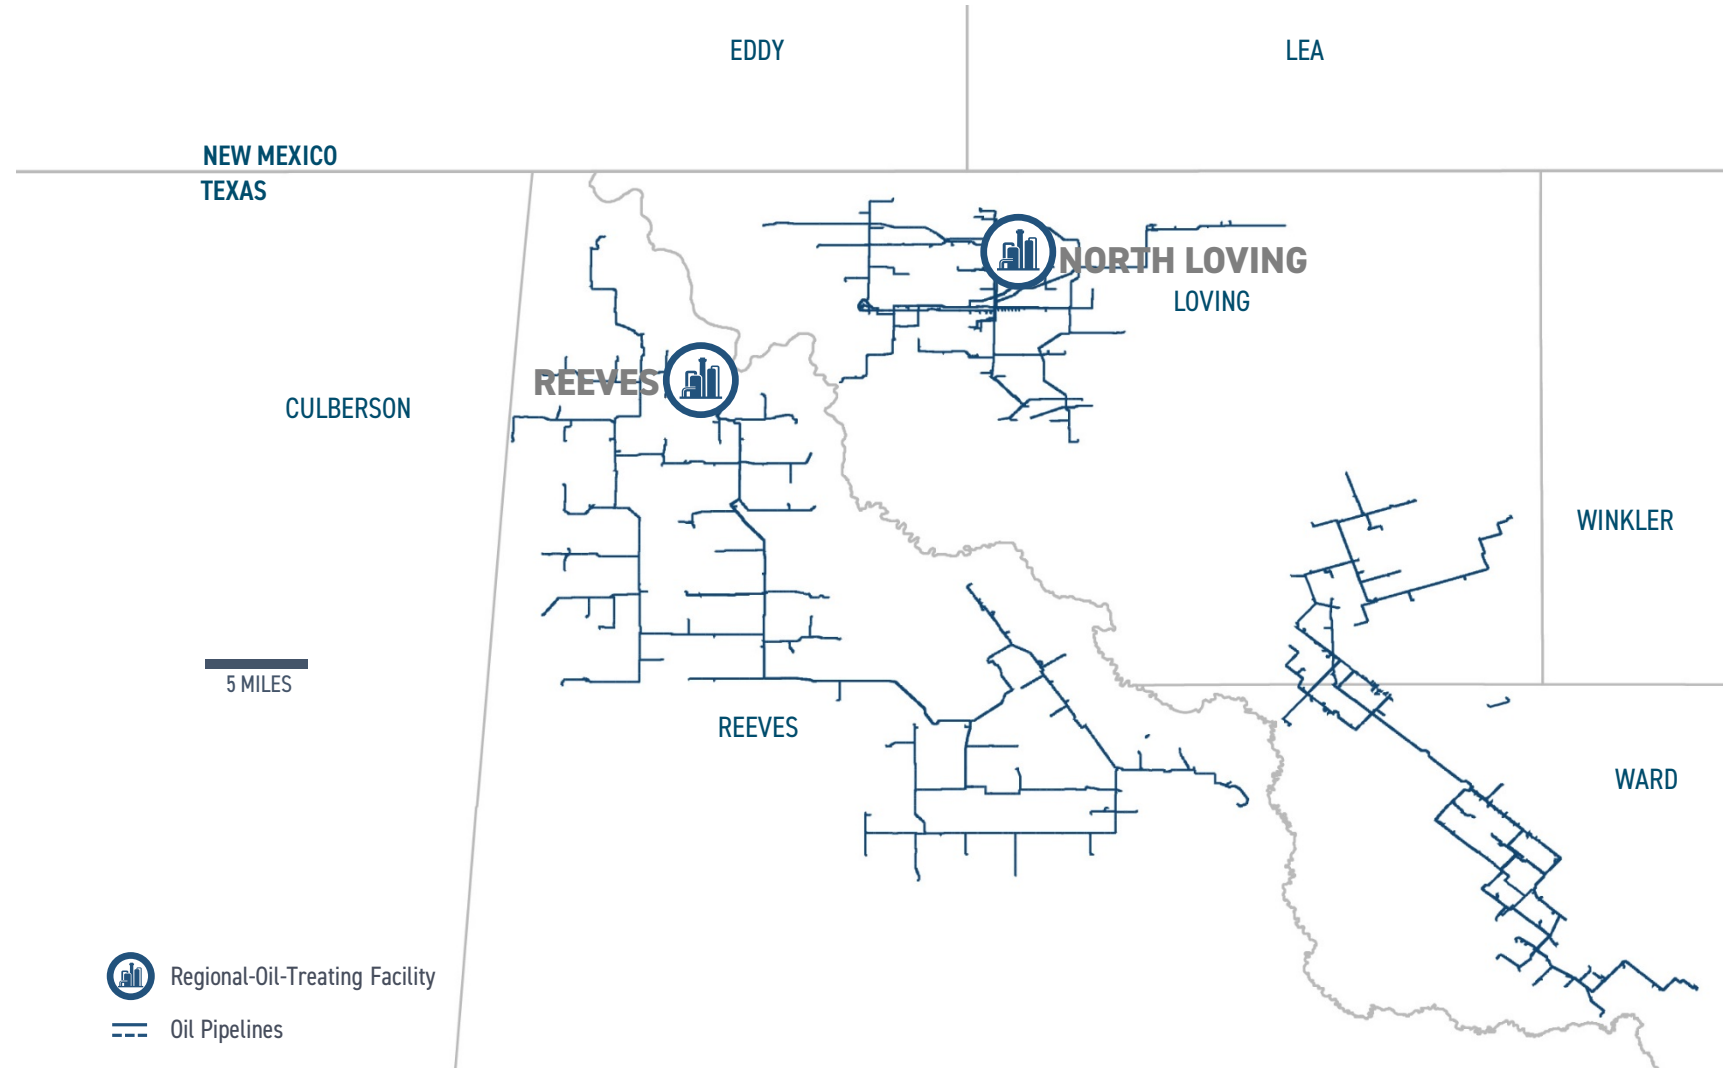 EDDY
LEA
NEW MEXICO
TEXAS
NORTH LOVING
LOVING
REEVES
CULBERSON
WINKLER
5 MILES
REEVES
WARD
Regional-Oil-Treating Facility
Oil Pipelines